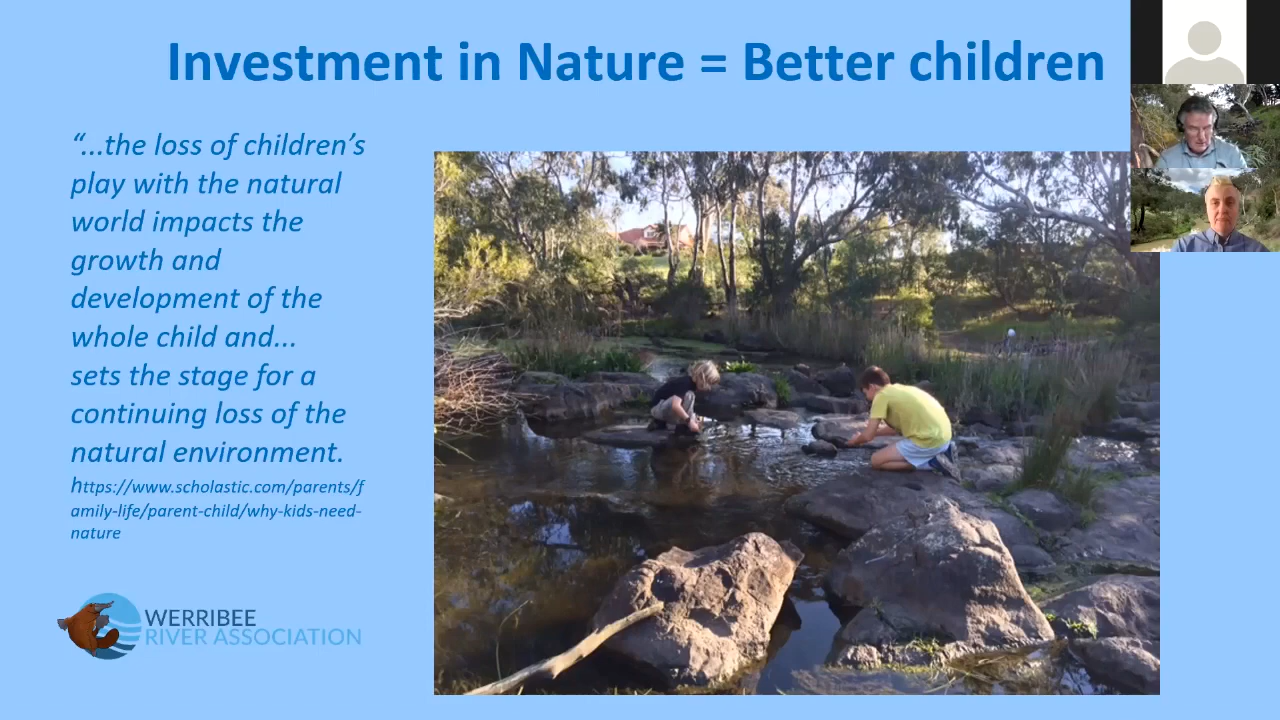 Investment in Nature = Better children
“...the loss of children’s
play with the natural
world impacts the
growth and
development of the
whole child and...
sets the stage for a
continuing loss of the
natural environment.
https://www.scholastic.com/parents/f
amily-life/parent-child/why-kids-need-
nature
WERRIBEE
RIVER ASSOCIATION